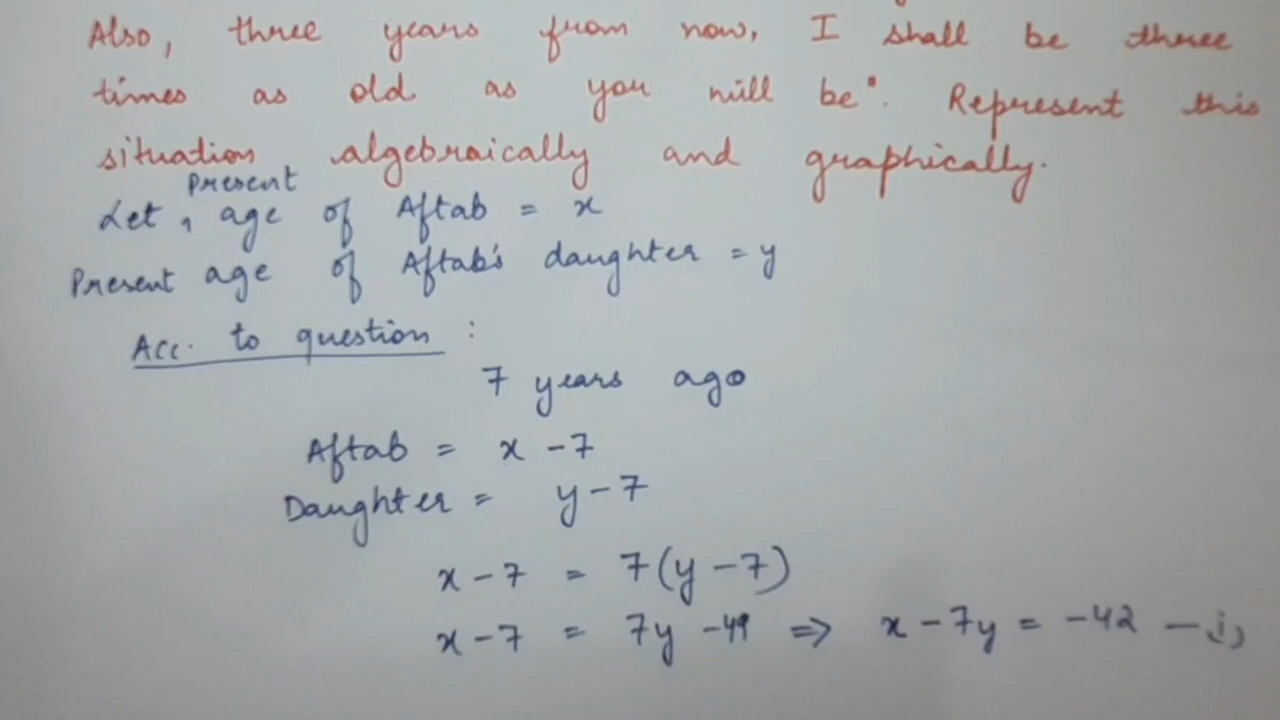 Also, three years from now, I shall be three
times as old as you will be". Represent this
situation algebraically and graphically.
Present
Let, age of Aftab = x
Present age of Aftab's daughter = y
Acc. to question :
7 years ago
Aftab = x - 7
Daughter = y - 7
x - 7 = 7(y - 7)
x - 7 = 7y - 49 => x - 7y = -42 - i)